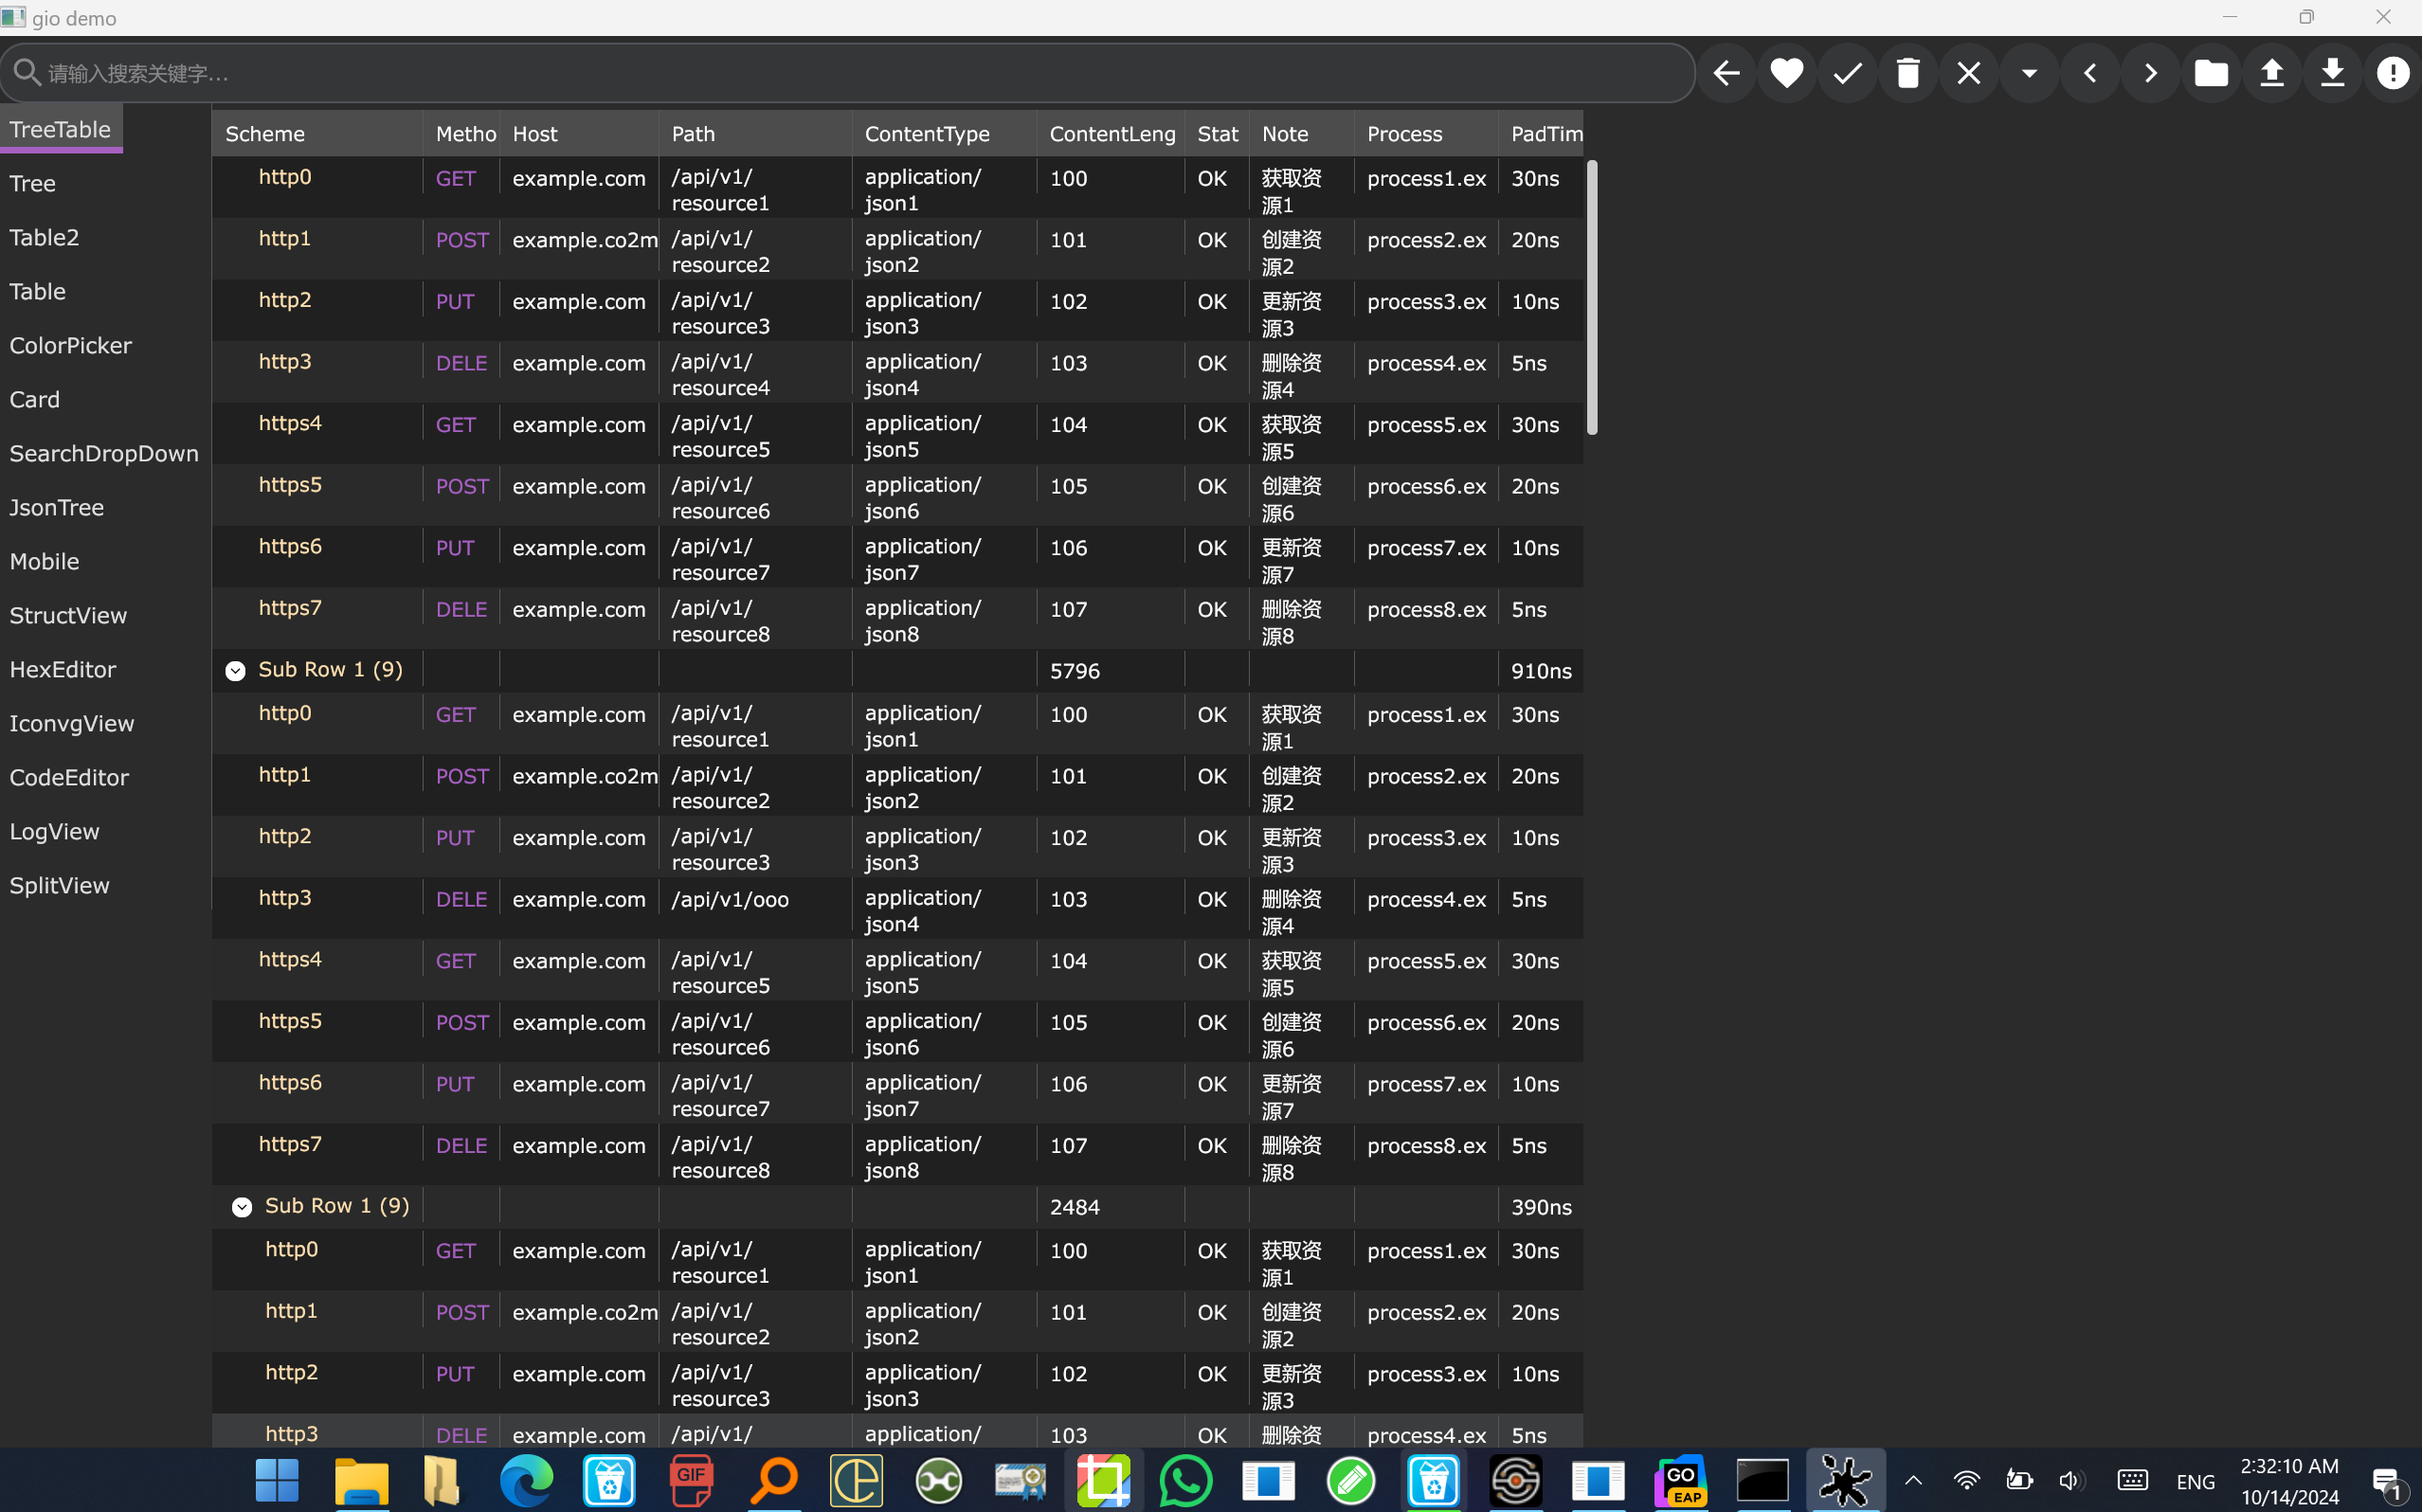 gio demo
请输入搜索关键字...
TreeTable
Tree
Table2
Table
ColorPicker
Card
SearchDropDown
JsonTree
Mobile
StructView
HexEditor
IconvgView
CodeEditor
LogView
SplitView
Scheme Metho Host Path ContentType ContentLeng Stat Note Process PadTim
http0 GET example.com /api/v1/ application/ 100 OK 获取资 process1.ex 30ns
resource1 json1 源1
http1 POST example.co2m /api/v1/ application/ 101 OK 创建资 process2.ex 20ns
resource2 json2 源2
http2 PUT example.com /api/v1/ application/ 102 OK 更新资 process3.ex 10ns
resource3 json3 源3
http3 DELE example.com /api/v1/ application/ 103 OK 删除资 process4.ex 5ns
resource4 json4 源4
https4 GET example.com /api/v1/ application/ 104 OK 获取资 process5.ex 30ns
resource5 json5 源5
https5 POST example.com /api/v1/ application/ 105 OK 创建资 process6.ex 20ns
resource6 json6 源6
https6 PUT example.com /api/v1/ application/ 106 OK 更新资 process7.ex 10ns
resource7 json7 源7
https7 DELE example.com /api/v1/ application/ 107 OK 删除资 process8.ex 5ns
resource8 json8 源8
Sub Row 1 (9) 5796 910ns
http0 GET example.com /api/v1/ application/ 100 OK 获取资 process1.ex 30ns
resource1 json1 源1
http1 POST example.co2m /api/v1/ application/ 101 OK 创建资 process2.ex 20ns
resource2 json2 源2
http2 PUT example.com /api/v1/ application/ 102 OK 更新资 process3.ex 10ns
resource3 json3 源3
http3 DELE example.com /api/v1/ooo application/ 103 OK 删除资 process4.ex 5ns
json4 源4
https4 GET example.com /api/v1/ application/ 104 OK 获取资 process5.ex 30ns
resource5 json5 源5
https5 POST example.com /api/v1/ application/ 105 OK 创建资 process6.ex 20ns
resource6 json6 源6
https6 PUT example.com /api/v1/ application/ 106 OK 更新资 process7.ex 10ns
resource7 json7 源7
https7 DELE example.com /api/v1/ application/ 107 OK 删除资 process8.ex 5ns
resource8 json8 源8
Sub Row 1 (9) 2484 390ns
http0 GET example.com /api/v1/ application/ 100 OK 获取资 process1.ex 30ns
resource1 json1 源1
http1 POST example.co2m /api/v1/ application/ 101 OK 创建资 process2.ex 20ns
resource2 json2 源2
http2 PUT example.com /api/v1/ application/ 102 OK 更新资 process3.ex 10ns
resource3 json3 源3
http3 DELE example.com /api/v1/ application/ 103 OK 删除资 process4.ex 5ns
GIF
GO
EAP
ENG
2:32:10 AM
10/14/2024
1